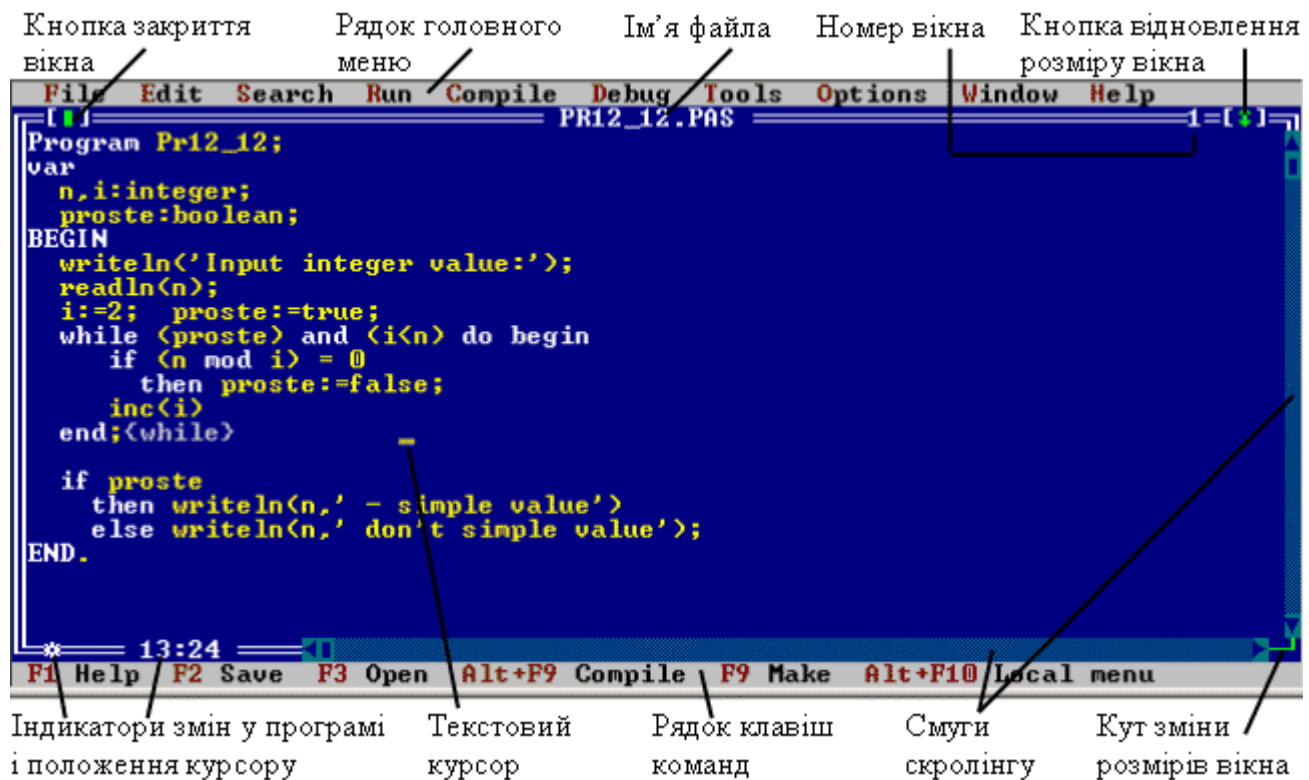 Кнопка закриття вікна
Рядок головного меню
Ім’я файла
Номер вікна
Кнопка відновлення розміру вікна
File Edit Search Run Compile Debug Tools Options Window Help
PR12_12.PAS 1=[↕]
Program Pr12_12;
var
n,i:integer;
proste:boolean;
BEGIN
writeln('Input integer value:');
readln(n);
i:=2; proste:=true;
while (proste) and (i<n) do begin
if (n mod i) = 0
then proste:=false;
inc(i)
end;{while}
if proste
then writeln(n,' - simple value')
else writeln(n,' don't simple value');
END.
13:24
F1 Help F2 Save F3 Open Alt+F9 Compile F9 Make Alt+F10 Local menu
Індикатори змін у програмі і положення курсору
Текстовий курсор
Рядок клавіш команд
Смуги скролінгу
Кут зміни розмірів вікна